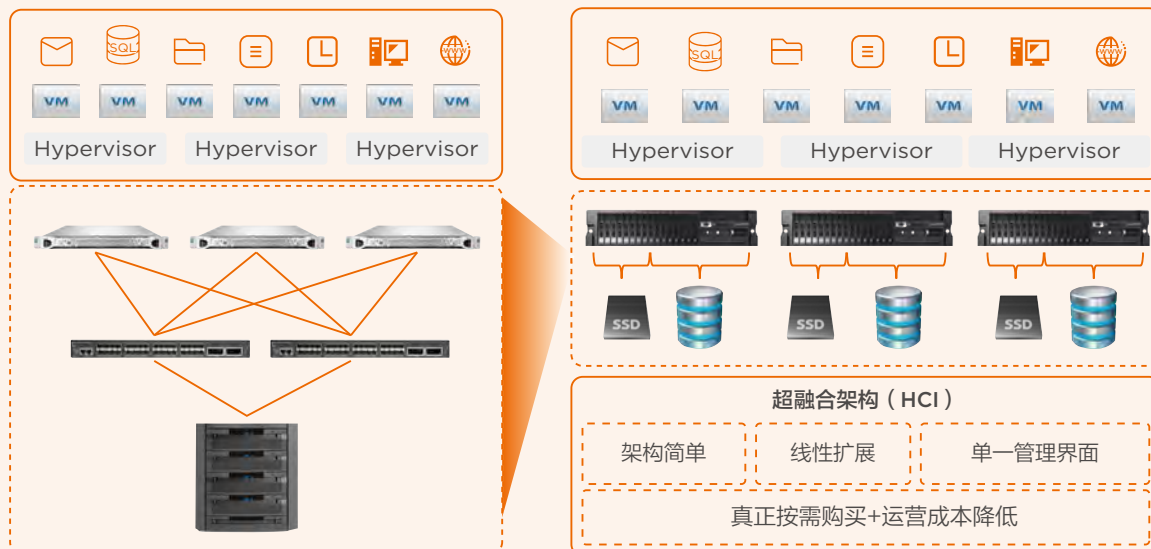 SQL
www
VM VM VM VM VM VM VM
Hypervisor Hypervisor Hypervisor
SQL
www
VM VM VM VM VM VM VM
Hypervisor Hypervisor Hypervisor
SSD SSD SSD
超融合架构（HCI）
架构简单 线性扩展 单一管理界面
真正按需购买+运营成本降低